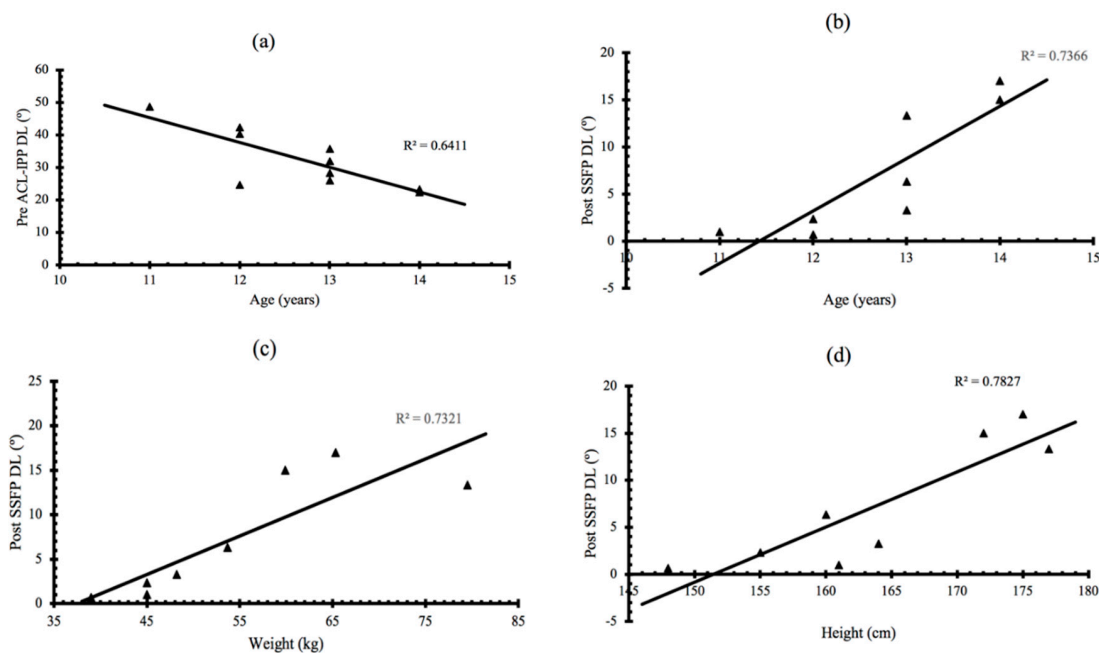 (a)
60
50
40
30
20
10
0
10 11 12 13 14 15
Pre ACL-IPP DL (º)
Age (years)
R² = 0.6411
(b)
20
15
10
5
0
-5
10 11 12 13 14 15
Post SSFP DL (º)
Age (years)
R² = 0.7366
(c)
25
20
15
10
5
0
35 45 55 65 75 85
Post SSFP DL (º)
Weight (kg)
R² = 0.7321
(d)
20
15
10
5
0
-5
145 150 155 160 165 170 175 180
Post SSFP DL (º)
Height (cm)
R² = 0.7827